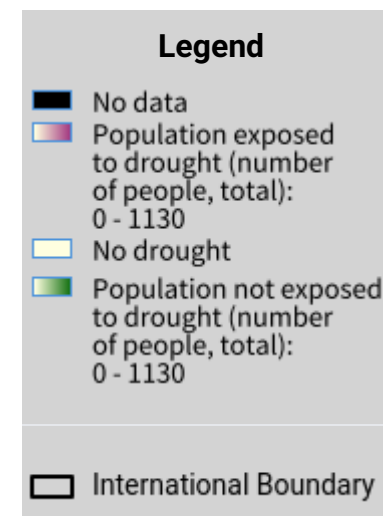 Legend
No data
Population exposed
to drought (number
of people, total):
0 - 1130
No drought
Population not exposed
to drought (number
of people, total):
0 - 1130
International Boundary